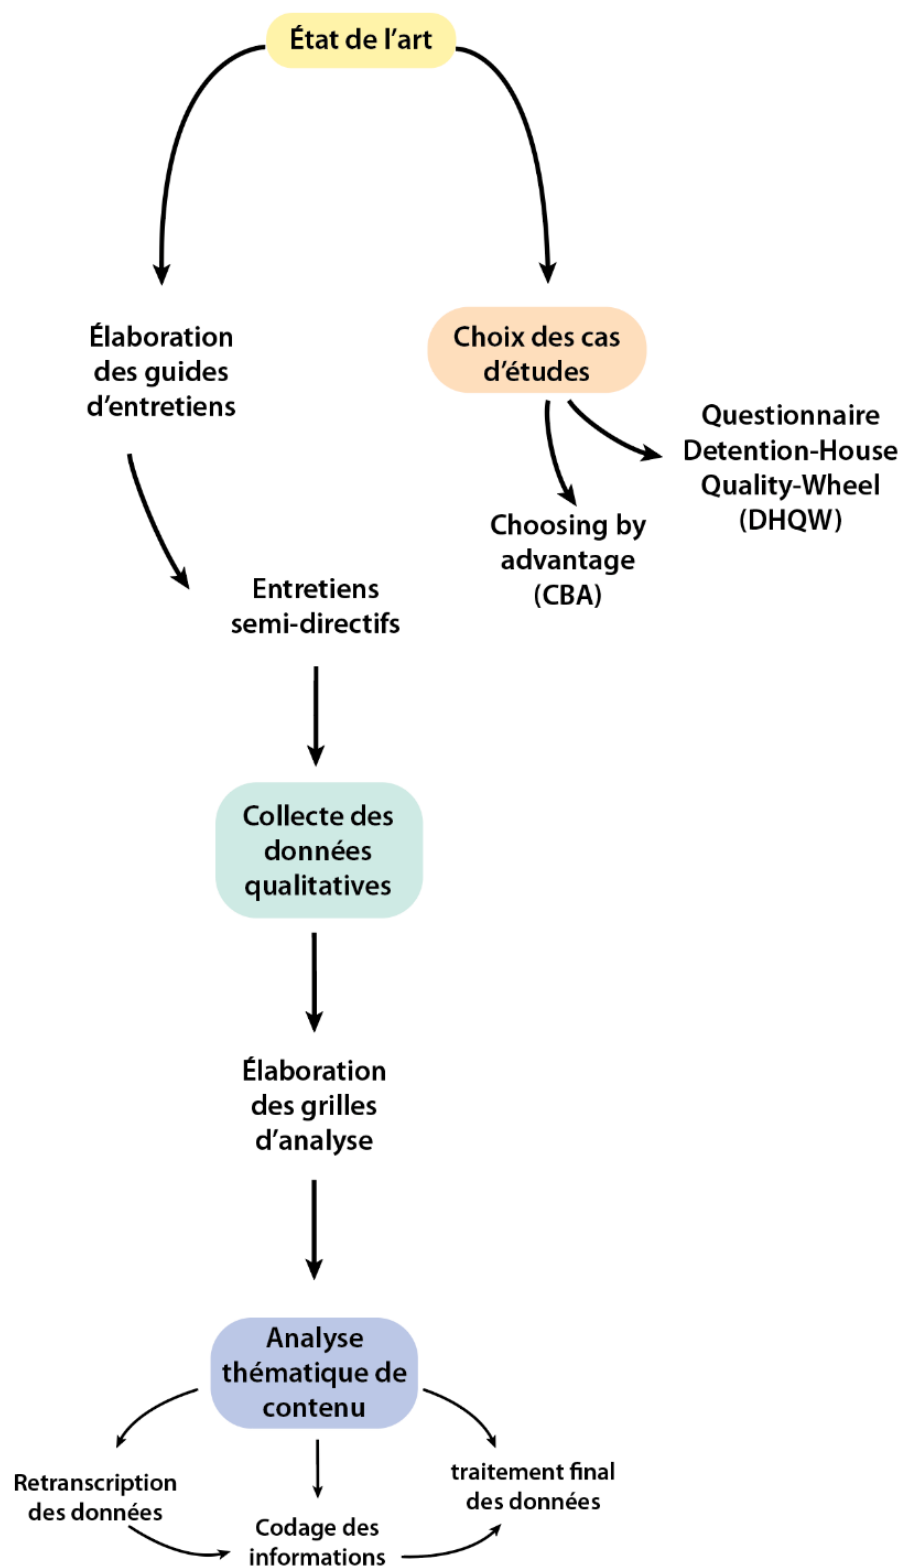 État de l'art
Élaboration
des guides
d'entretiens
Choix des cas
d'études
Questionnaire
Detention-House
Quality-Wheel
(DHQW)
Choosing by
advantage
(CBA)
Entretiens
semi-directifs
Collecte des
données
qualitatives
Élaboration
des grilles
d'analyse
Analyse
thématique de
contenu
Retranscription
des données
Codage des
informations
traitement final
des données